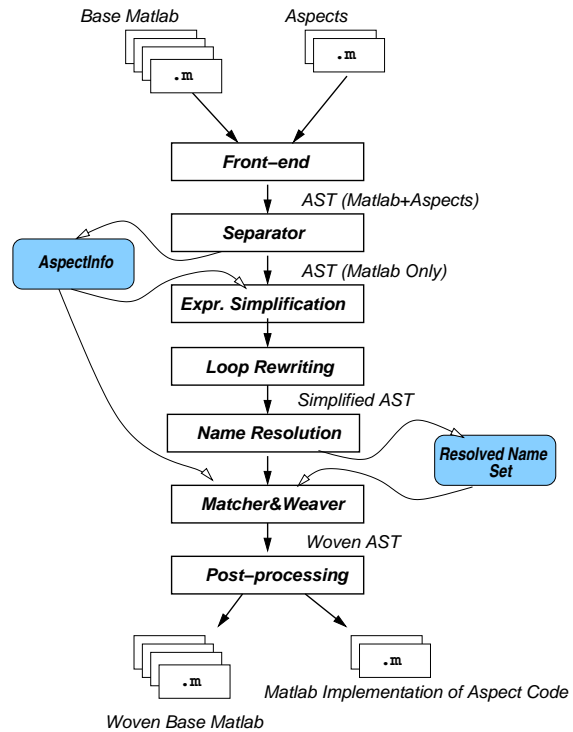 Base Matlab
Aspects
.m
.m
Front–end
AST (Matlab+Aspects)
Separator
AspectInfo
AST (Matlab Only)
Expr. Simplification
Loop Rewriting
Simplified AST
Name Resolution
Resolved Name
Set
Matcher&Weaver
Woven AST
Post–processing
.m
.m
Matlab Implementation of Aspect Code
Woven Base Matlab